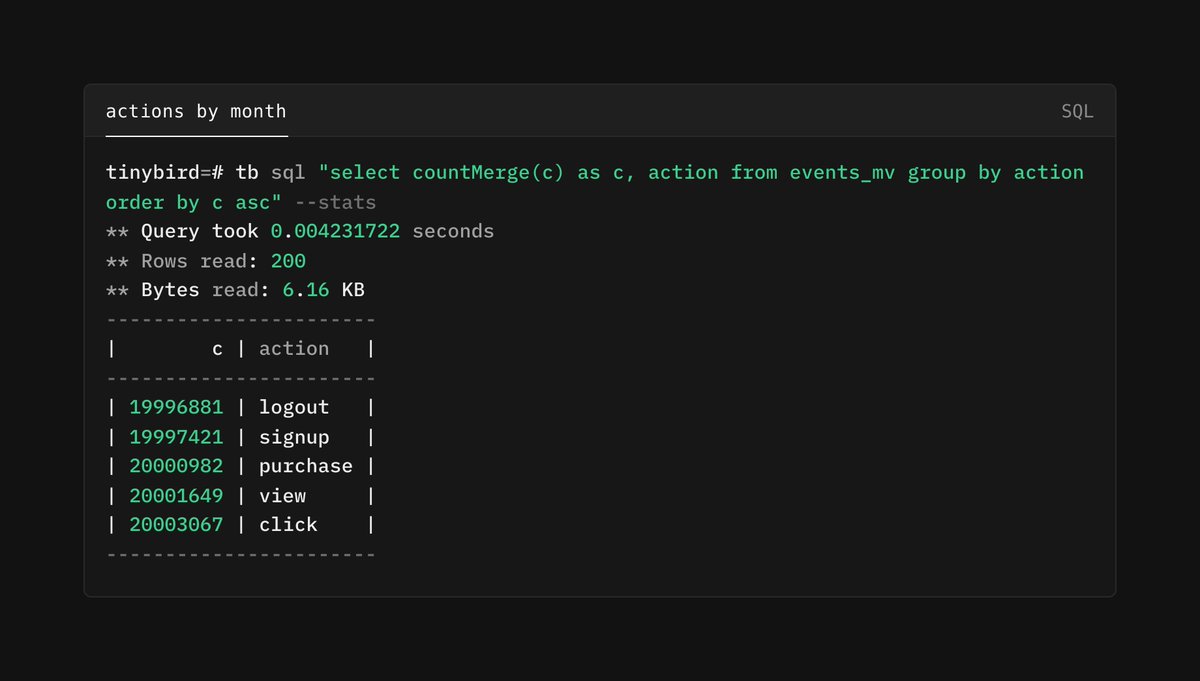 actions by month
SQL
tinybird=# tb sql "select countMerge(c) as c, action from events_mv group by action
order by c asc" --stats
** Query took 0.004231722 seconds
** Rows read: 200
** Bytes read: 6.16 KB
-----------------------
|        c | action   |
-----------------------
| 19996881 | logout   |
| 19997421 | signup   |
| 20000982 | purchase |
| 20001649 | view     |
| 20003067 | click    |
-----------------------